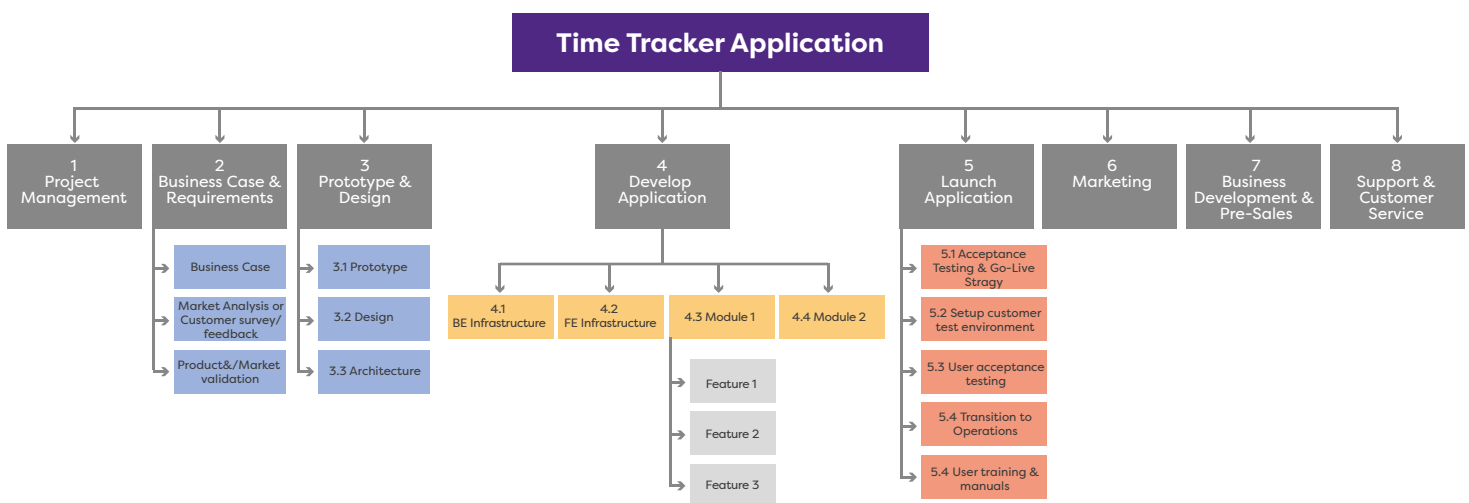 Time Tracker Application
1
Project
Management
2
Business Case &
Requirements
3
Prototype &
Design
4
Develop
Application
5
Launch
Application
6
Marketing
7
Business
Development &
Pre-Sales
8
Support &
Customer
Service
Business Case
Market Analysis or
Customer survey/
feedback
Product&/Market
validation
3.1 Prototype
3.2 Design
3.3 Architecture
4.1
BE Infrastructure
4.2
FE Infrastructure
4.3 Module 1
4.4 Module 2
Feature 1
Feature 2
Feature 3
5.1 Acceptance
Testing & Go-Live
Stragy
5.2 Setup customer
test environment
5.3 User acceptance
testing
5.4 Transition to
Operations
5.4 User training &
manuals